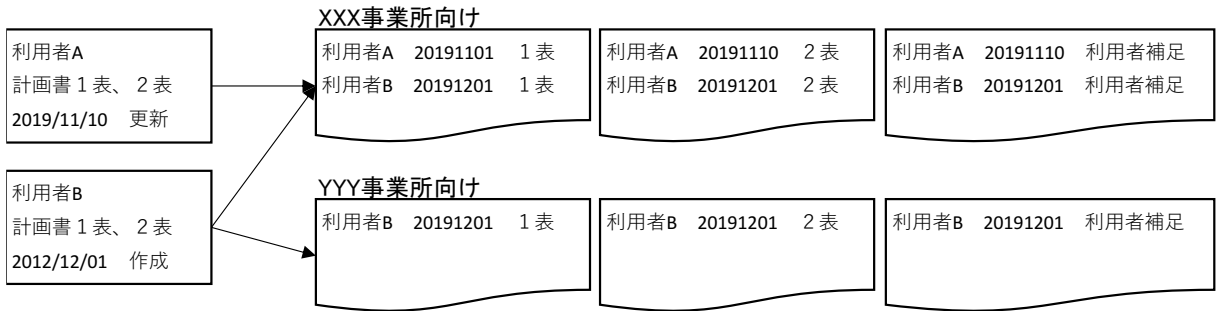 利用者A
計画書１表、２表
2019/11/10　更新
利用者B
計画書１表、２表
2012/12/01　作成
XXX事業所向け
利用者A　20191101　１表
利用者B　20191201　１表
利用者A　20191110　２表
利用者B　20191201　２表
利用者A　20191110　利用者補足
利用者B　20191201　利用者補足
YYY事業所向け
利用者B　20191201　１表
利用者B　20191201　２表
利用者B　20191201　利用者補足